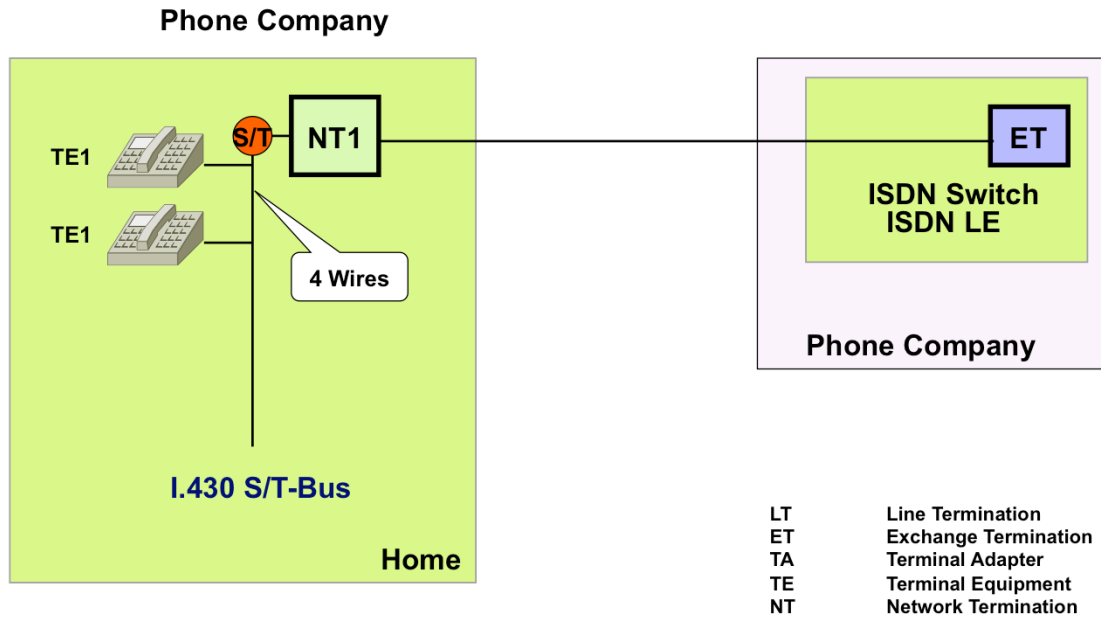 Phone Company
S/T
NT1
TE1
TE1
4 Wires
I.430 S/T-Bus
Home
ET
ISDN Switch
ISDN LE
Phone Company
LT Line Termination
ET Exchange Termination
TA Terminal Adapter
TE Terminal Equipment
NT Network Termination